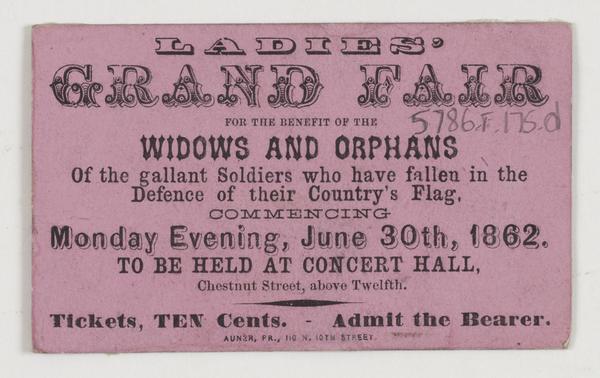 LADIES'
GRAND FAIR
FOR THE BENEFIT OF THE
5786.F.175.d
WIDOWS AND ORPHANS
Of the gallant Soldiers who have fallen in the
Defence of their Country's Flag,
COMMENCING
Monday Evening, June 30th, 1862.
TO BE HELD AT CONCERT HALL,
Chestnut Street, above Twelfth.
Tickets, TEN Cents. - Admit the Bearer.
AUNER, PR., 110 N. 10TH STREET.